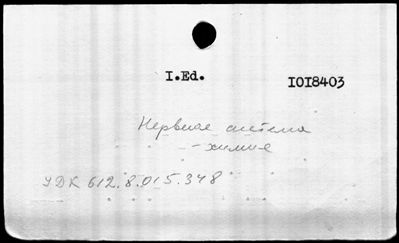 I.Ed.
IOI8403
Нервная система
- химия
УДК 612.8.015.348